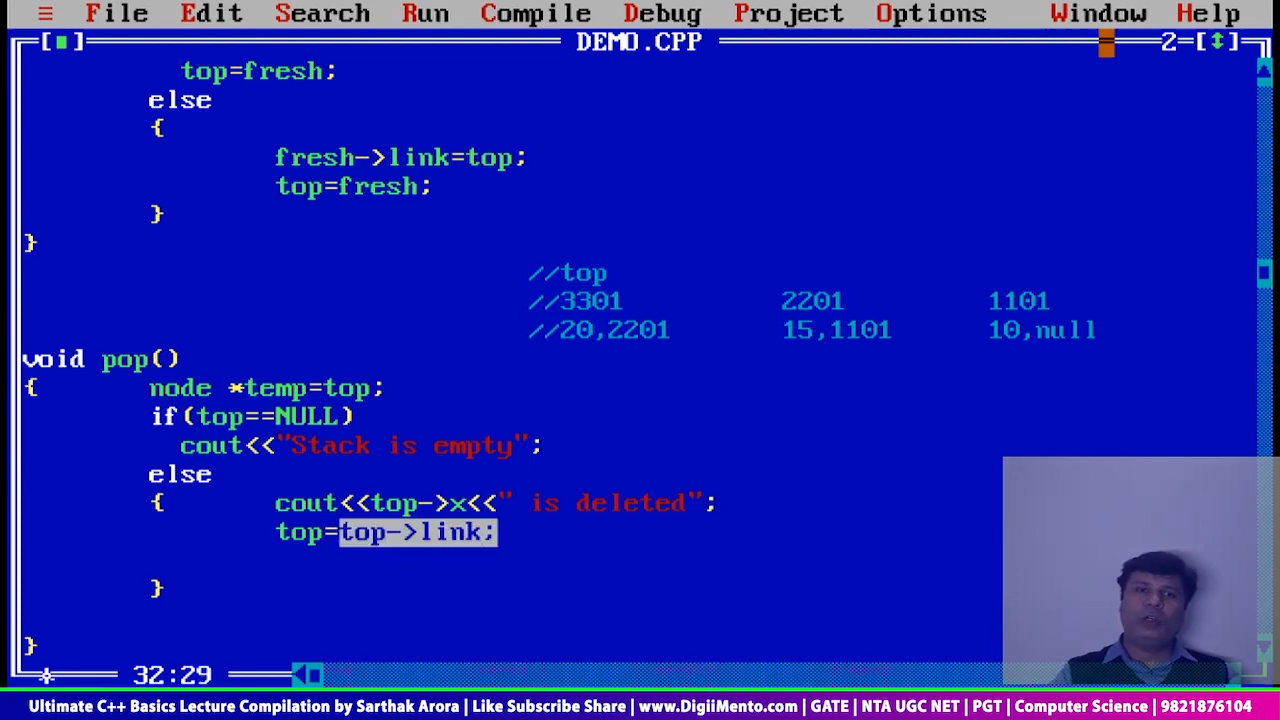 ≡ File Edit Search Run Compile Debug Project Options Window Help
[■] DEMO.CPP 2=[↕]
top=fresh;
else
{
fresh->link=top;
top=fresh;
}
}
//top
//3301 2201 1101
//20,2201 15,1101 10,null
void pop()
{ node *temp=top;
if(top==NULL)
cout<<"Stack is empty";
else
{ cout<<top->x<<" is deleted";
top=top->link;
}
}
32:29
Ultimate C++ Basics Lecture Compilation by Sarthak Arora | Like Subscribe Share | www.DigiiMento.com | GATE | NTA UGC NET | PGT | Computer Science | 9821876104